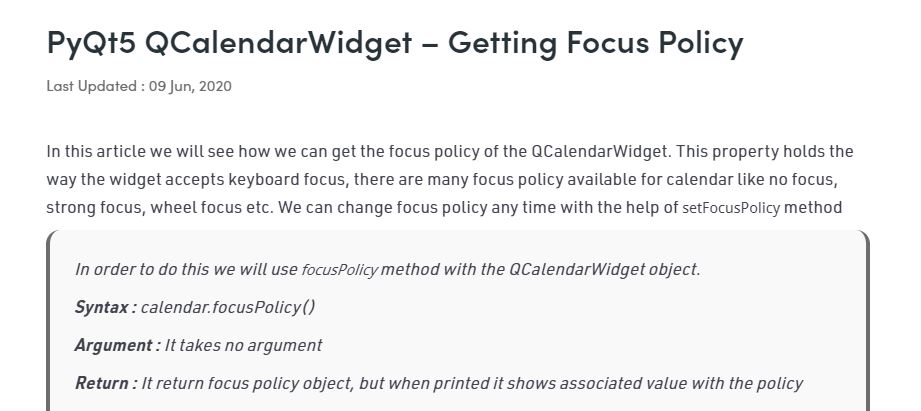 PyQt5 QCalendarWidget – Getting Focus Policy
Last Updated : 09 Jun, 2020
In this article we will see how we can get the focus policy of the QCalendarWidget. This property holds the
way the widget accepts keyboard focus, there are many focus policy available for calendar like no focus,
strong focus, wheel focus etc. We can change focus policy any time with the help of setFocusPolicy method
In order to do this we will use focusPolicy method with the QCalendarWidget object.
Syntax : calendar.focusPolicy()
Argument : It takes no argument
Return : It return focus policy object, but when printed it shows associated value with the policy